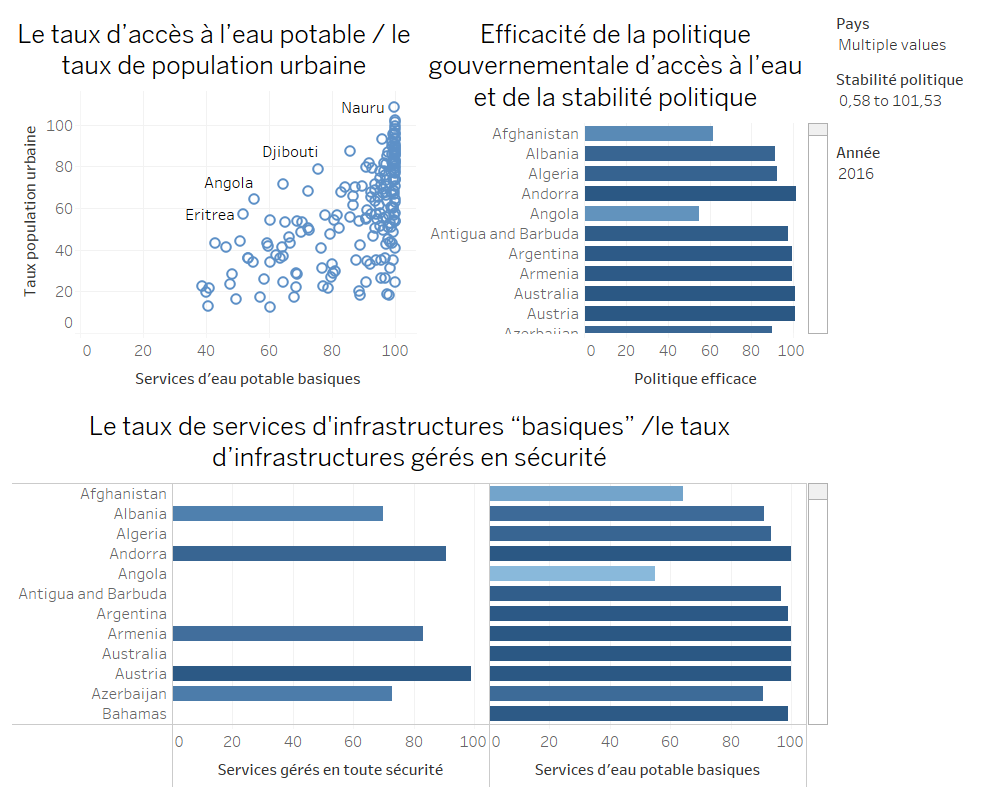 Le taux d’accès à l’eau potable / le
taux de population urbaine
Taux population urbaine
100
80
60
40
20
0
Nauru
Djibouti
Angola
Eritrea
0 20 40 60 80 100
Services d’eau potable basiques
Efficacité de la politique
gouvernementale d’accès à l’eau
et de la stabilité politique
Afghanistan
Albania
Algeria
Andorra
Angola
Antigua and Barbuda
Argentina
Armenia
Australia
Austria
Azerbaijan
0 20 40 60 80 100
Politique efficace
Pays
Multiple values
Stabilité politique
0,58 to 101,53
Année
2016
Le taux de services d'infrastructures “basiques” /le taux
d’infrastructures gérés en sécurité
Afghanistan
Albania
Algeria
Andorra
Angola
Antigua and Barbuda
Argentina
Armenia
Australia
Austria
Azerbaijan
Bahamas
0 20 40 60 80 100
Services gérés en toute sécurité
0 20 40 60 80 100
Services d’eau potable basiques